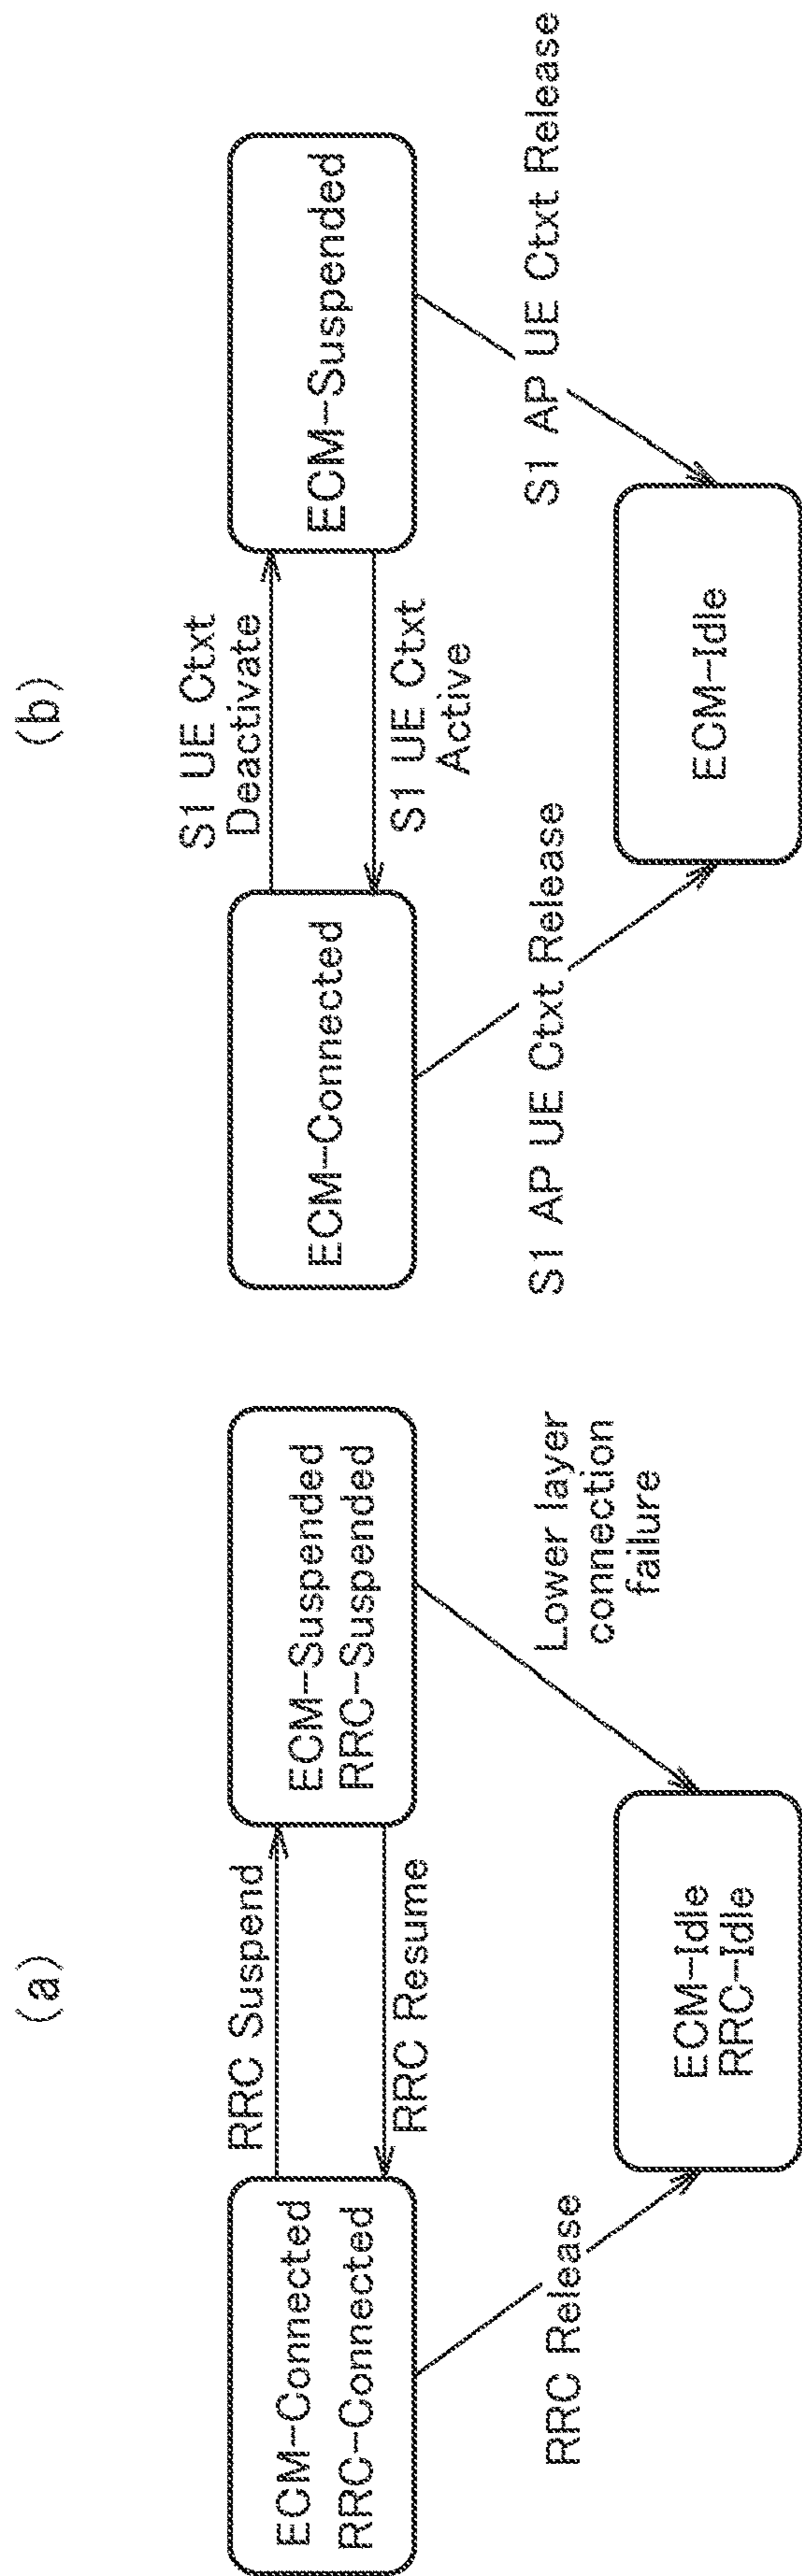 (a)
RRC Suspend
ECM-Connected
RRC-Connected
ECM-Suspended
RRC-Suspended
RRC Resume
RRC Release
Lower layer
connection
failure
ECM-Idle
RRC-Idle
(b)
S1 UE Ctxt
Deactivate
ECM-Connected
ECM-Suspended
S1 UE Ctxt
Active
S1 AP UE Ctxt Release
S1 AP UE Ctxt Release
ECM-Idle